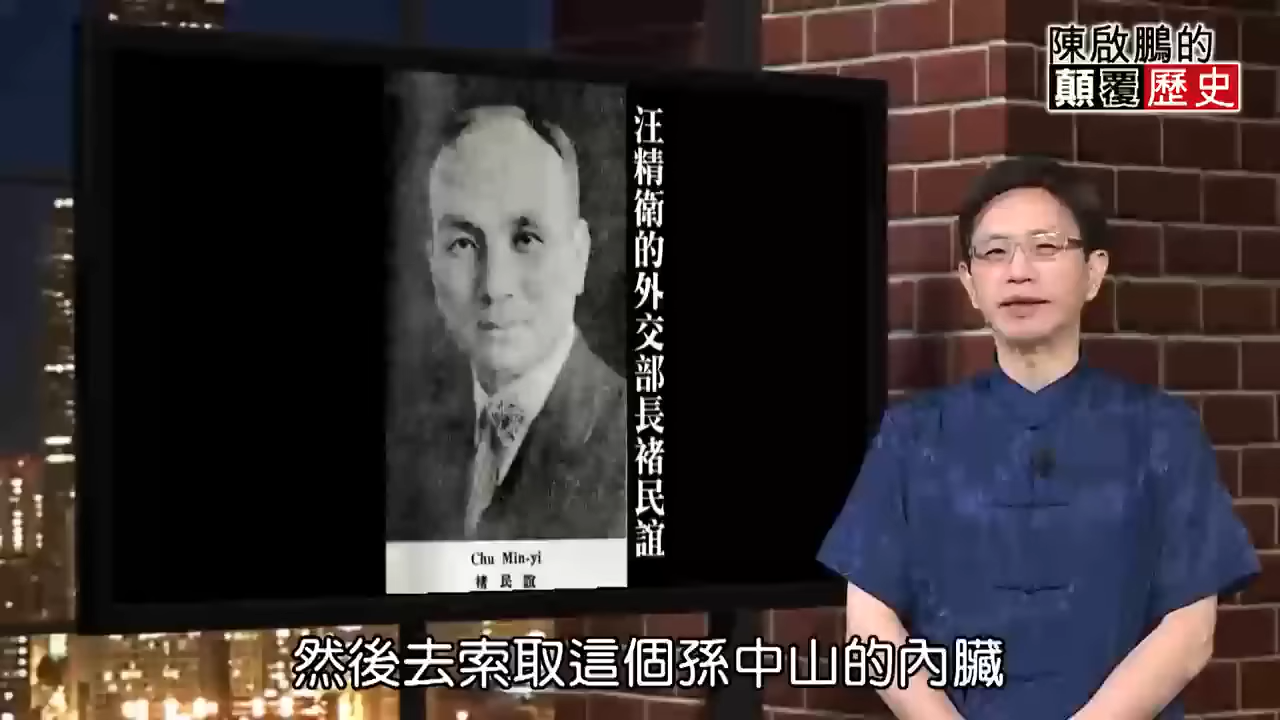 陳啟鵬的
顛覆歷史
汪精衛的外交部長褚民誼
Chu Min-yi
褚民誼
然後去索取這個孫中山的內臟